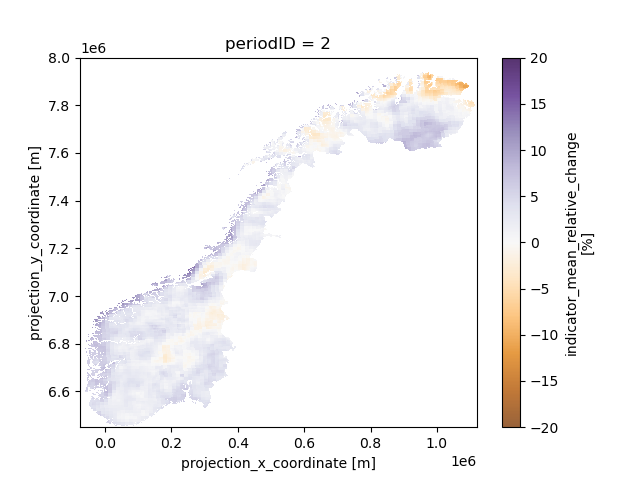 periodID = 2
1e6
8.0
7.8
7.6
7.4
7.2
7.0
6.8
6.6
projection_y_coordinate [m]
0.0 0.2 0.4 0.6 0.8 1.0
1e6
projection_x_coordinate [m]
20
15
10
5
0
−5
−10
−15
−20
indicator_mean_relative_change
[%]